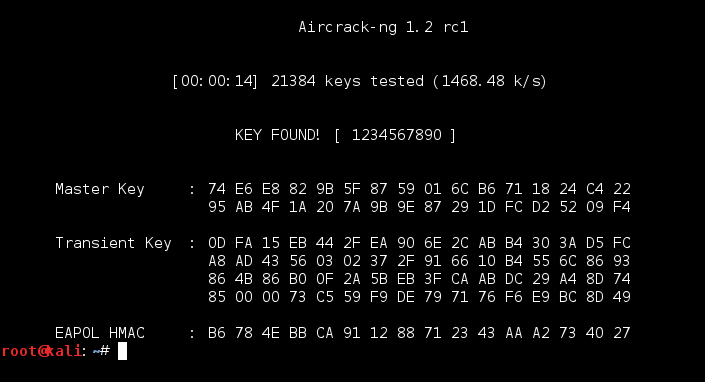 Aircrack-ng 1.2 rc1
[00:00:14] 21384 keys tested (1468.48 k/s)
KEY FOUND! [ 1234567890 ]
Master Key : 74 E6 E8 82 9B 5F 87 59 01 6C B6 71 18 24 C4 22
95 AB 4F 1A 20 7A 9B 9E 87 29 1D FC D2 52 09 F4
Transient Key : 0D FA 15 EB 44 2F EA 90 6E 2C AB B4 30 3A D5 FC
A8 AD 43 56 03 02 37 2F 91 66 10 B4 55 6C 86 93
86 4B 86 B0 0F 2A 5B EB 3F CA AB DC 29 A4 8D 74
85 00 00 73 C5 59 F9 DE 79 71 76 F6 E9 BC 8D 49
EAPOL HMAC : B6 78 4E BB CA 91 12 88 71 23 43 AA A2 73 40 27
root@kali:~#